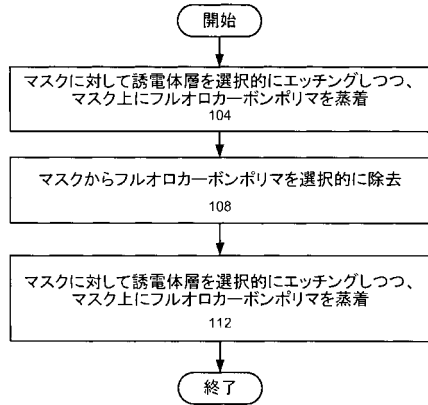 開始
マスクに対して誘電体層を選択的にエッチングしつつ、
マスク上にフルオロカーボンポリマを蒸着
104
マスクからフルオロカーボンポリマを選択的に除去
108
マスクに対して誘電体層を選択的にエッチングしつつ、
マスク上にフルオロカーボンポリマを蒸着
112
終了